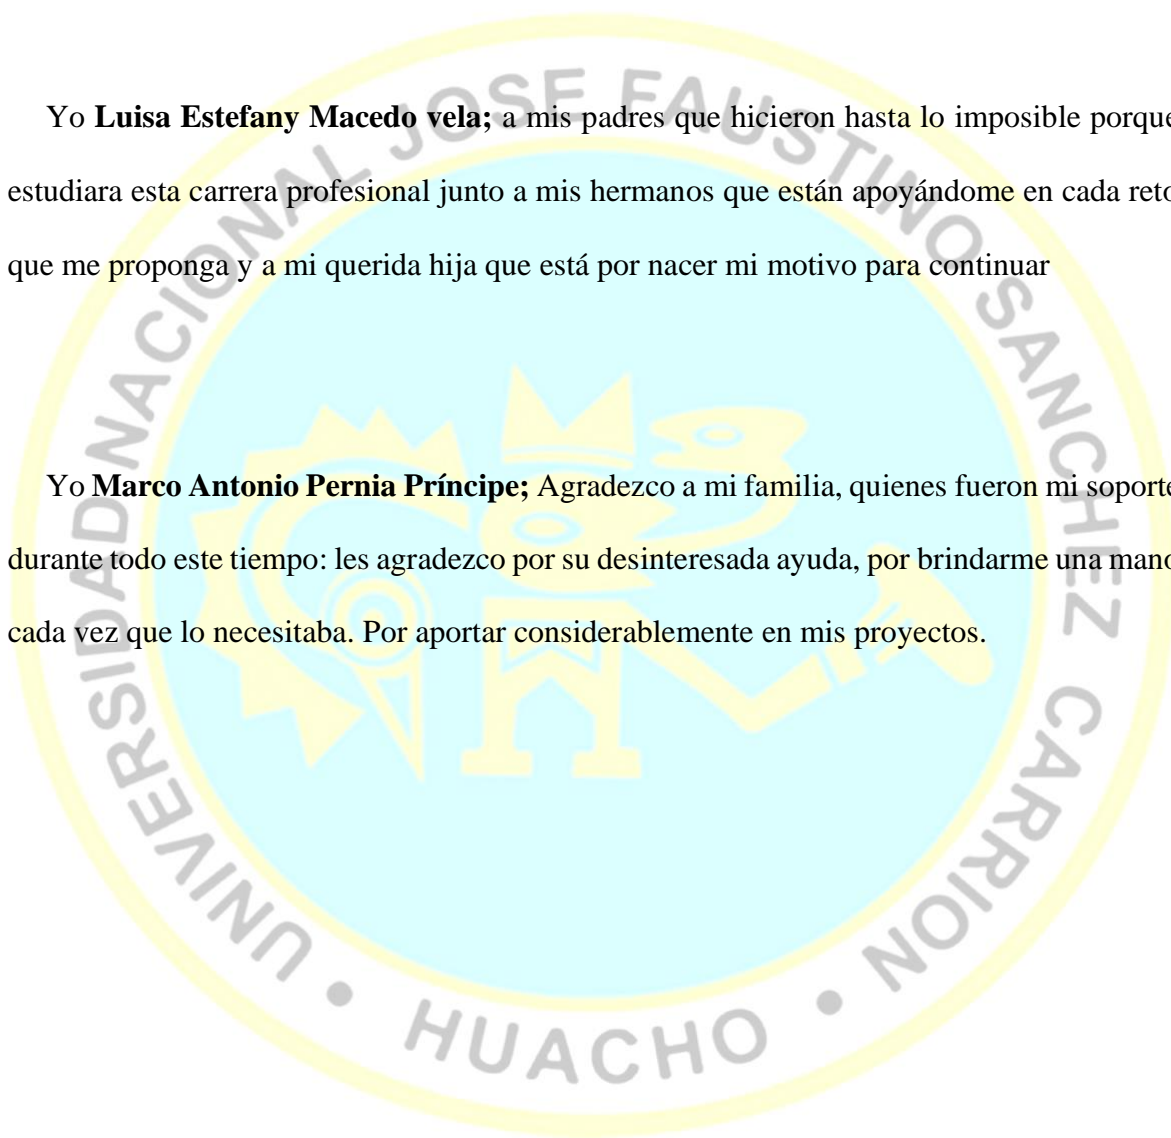 Yo Luisa Estefany Macedo vela; a mis padres que hicieron hasta lo imposible porque
estudiara esta carrera profesional junto a mis hermanos que están apoyándome en cada reto
que me proponga y a mi querida hija que está por nacer mi motivo para continuar
Yo Marco Antonio Pernia Príncipe; Agradezco a mi familia, quienes fueron mi soporte
durante todo este tiempo: les agradezco por su desinteresada ayuda, por brindarme una mano
cada vez que lo necesitaba. Por aportar considerablemente en mis proyectos.
UNIVERSIDAD NACIONAL JOSE FAUSTINO SANCHEZ CARRION • HUACHO •